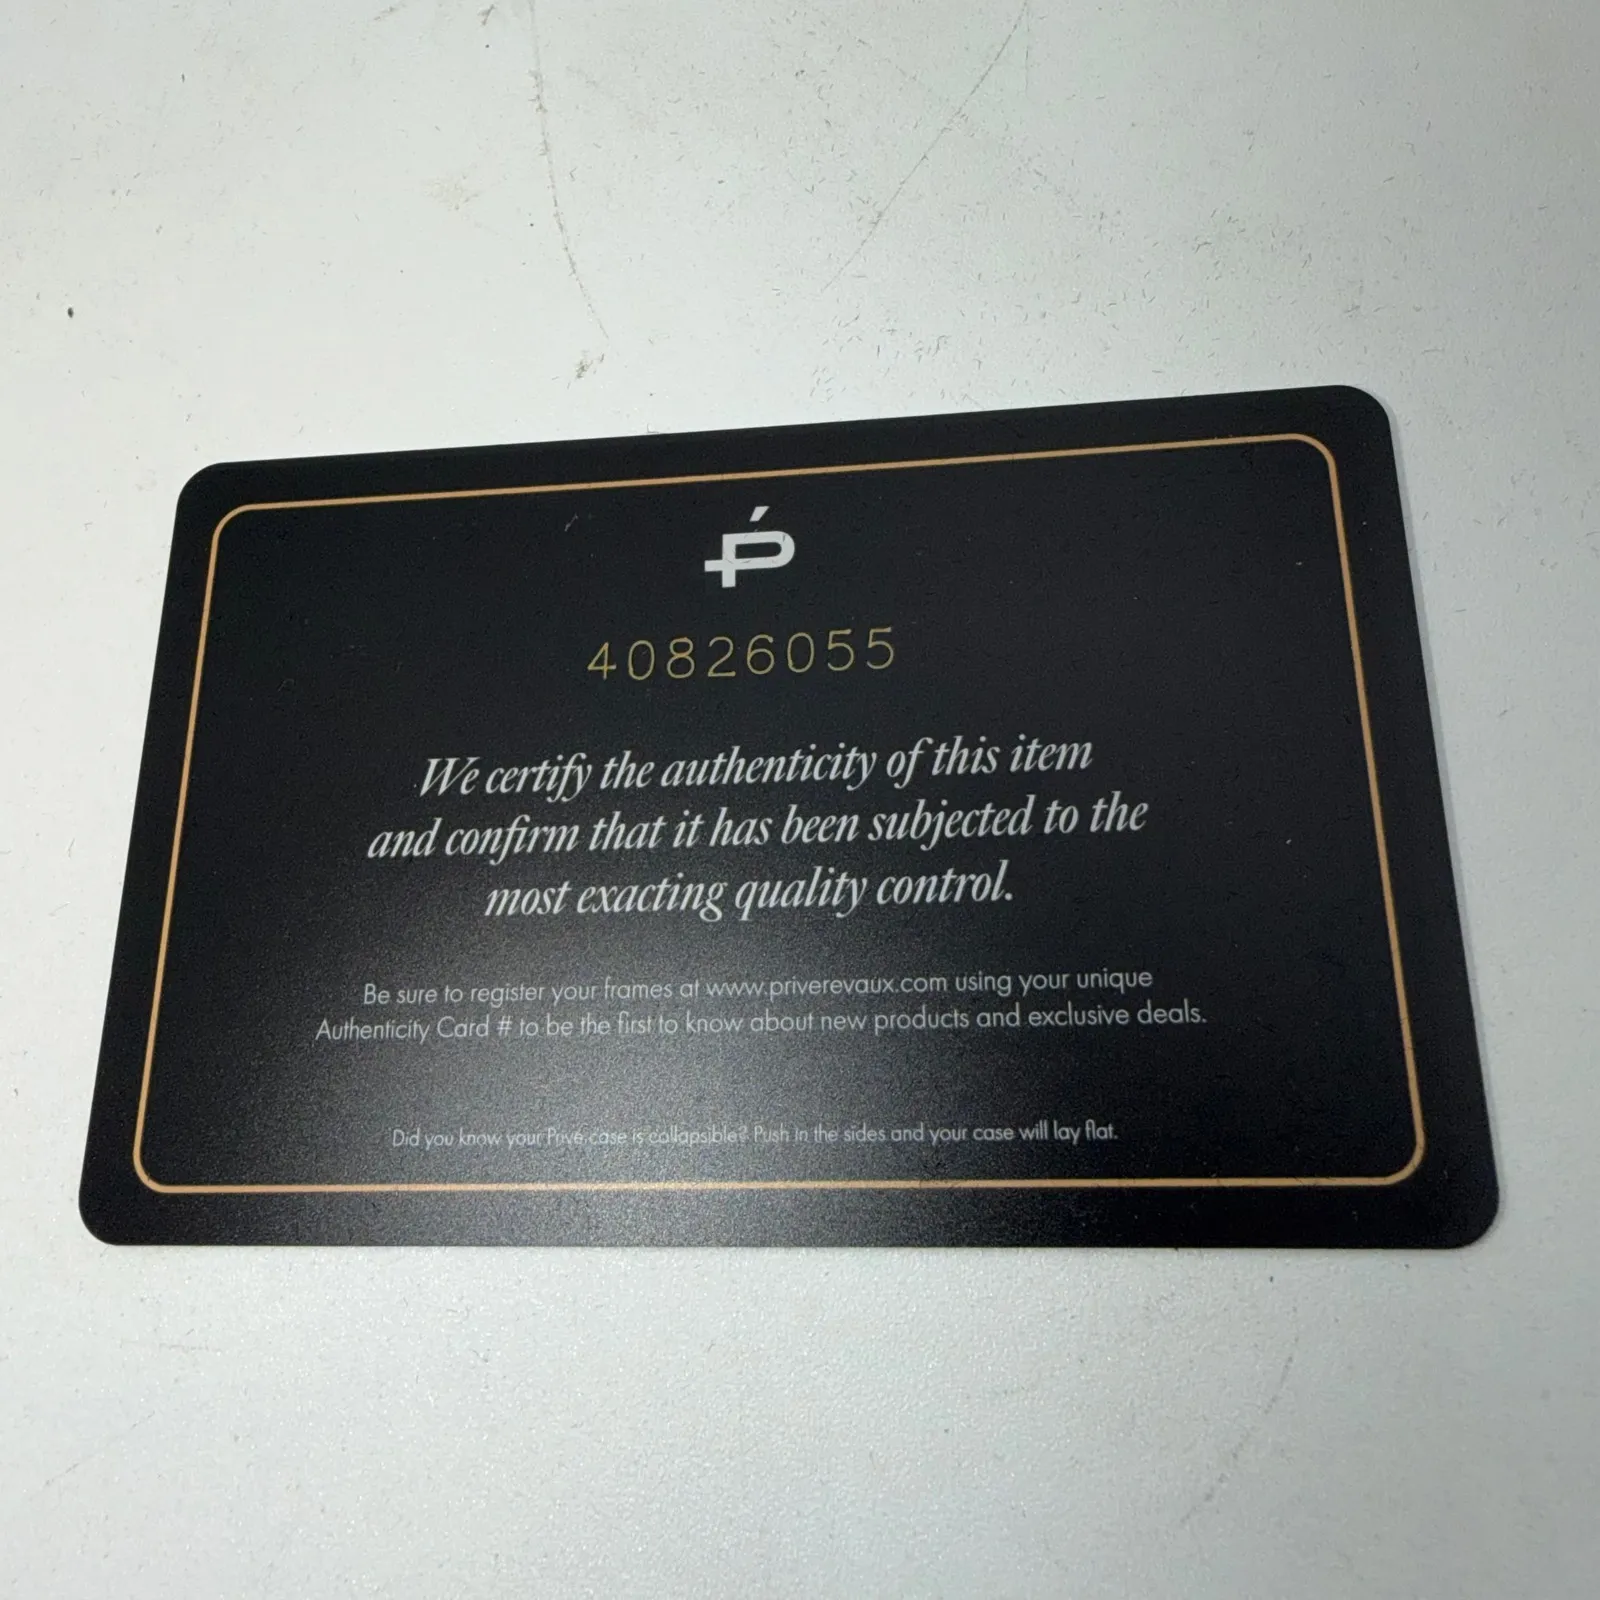 40826055
We certify the authenticity of this item
and confirm that it has been subjected to the
most exacting quality control.
Be sure to register your frames at www.priverevaux.com using your unique
Authenticity Card # to be the first to know about new products and exclusive deals.
Did you know your Privé case is collapsible? Push in the sides and your case will lay flat.